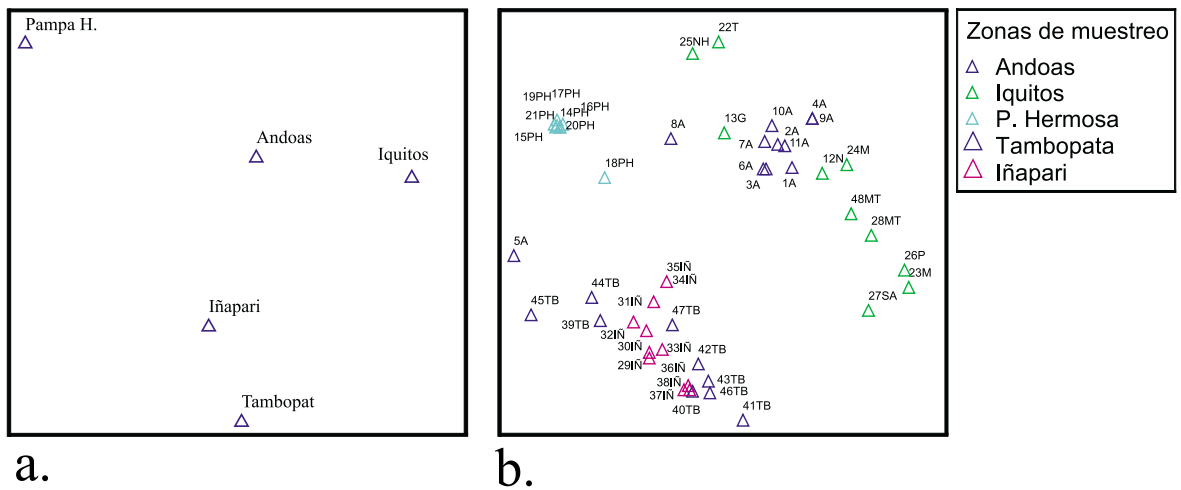 Pampa H.
Andoas
Iquitos
Iñapari
Tambopat
a.
22T
25NH
19PH 17PH
21PH 14PH 16PH
15PH 20PH
18PH
8A
13G
10A
4A
9A
2A
7A
11A
6A
3A
1A
12N
24M
48MT
28MT
26P
23M
27SA
5A
35IÑ
34IÑ
44TB
31IÑ
45TB
39TB
32IÑ
47TB
30IÑ
33IÑ
29IÑ
42TB
36IÑ
38IÑ
43TB
37IÑ
46TB
40TB
41TB
b.
Zonas de muestreo
Andoas
Iquitos
P. Hermosa
Tambopata
Iñapari